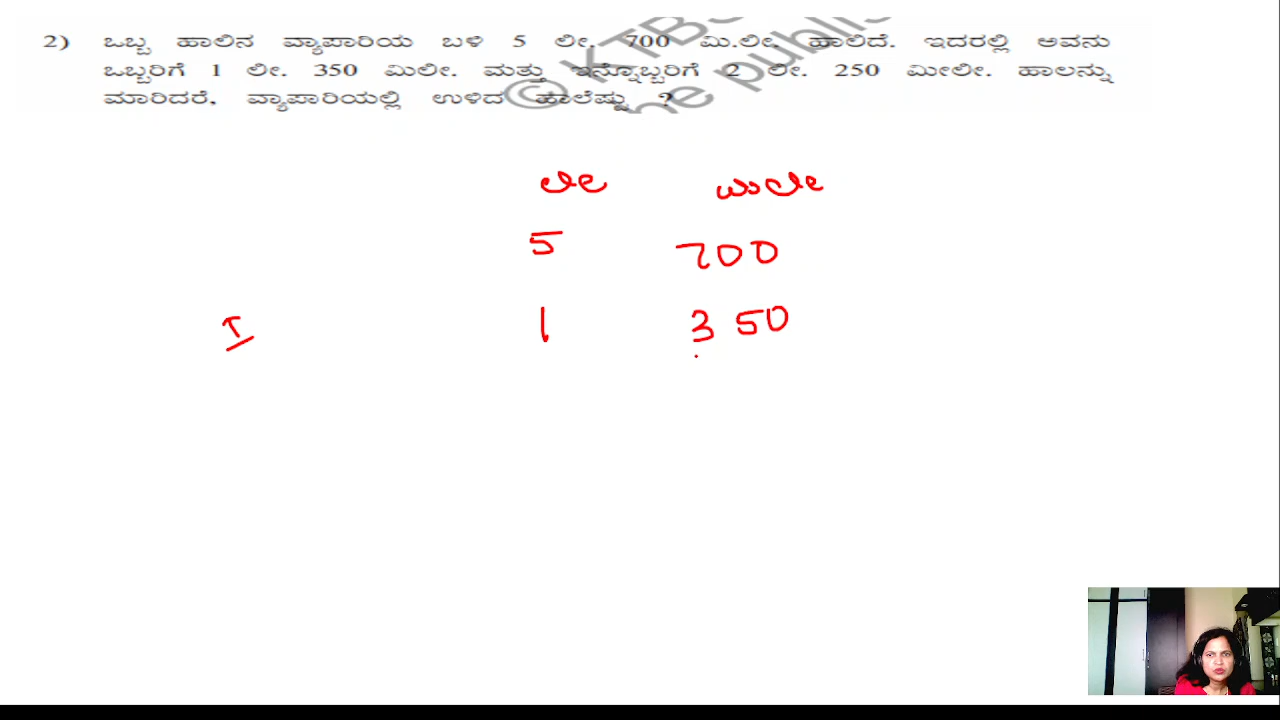 2) ಒಬ್ಬ ಹಾಲಿನ ವ್ಯಾಪಾರಿಯ ಬಳಿ 5 ಲೀ. 700 ಮಿ.ಲೀ. ಹಾಲಿದೆ. ಇದರಲ್ಲಿ ಅವನು
ಒಬ್ಬರಿಗೆ 1 ಲೀ. 350 ಮಿಲೀ. ಮತ್ತು ಇನ್ನೊಬ್ಬರಿಗೆ 2 ಲೀ. 250 ಮೀಲೀ. ಹಾಲನ್ನು
ಮಾರಿದರೆ, ವ್ಯಾಪಾರಿಯಲ್ಲಿ ಉಳಿದ ಹಾಲೆಷ್ಟು ?
ಲೀ ಮಿಲೀ
5 700
I 1 350